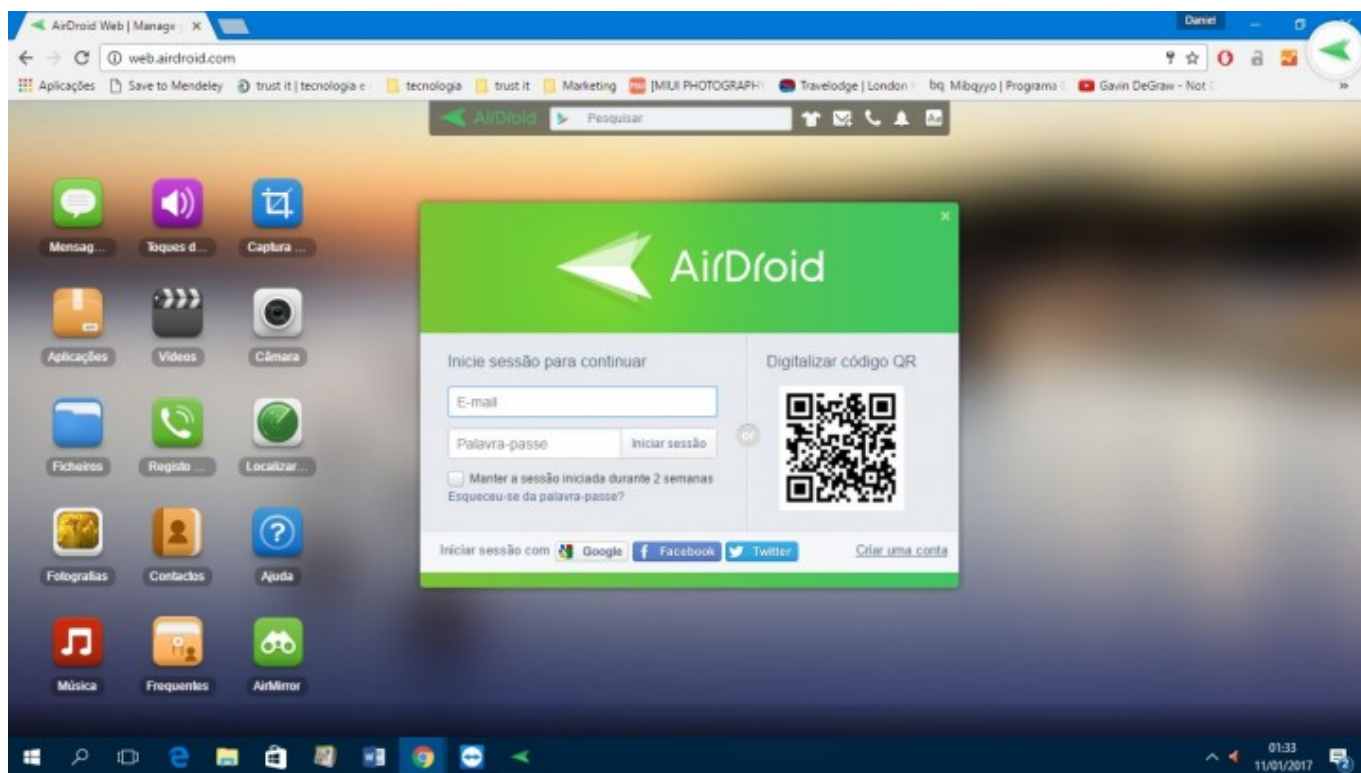 AirDroid Web | Manage
Daniel
web.airdroid.com
Aplicações
Save to Mendeley
trust it | tecnologia e
tecnologia
trust it
Marketing
[MIUI PHOTOGRAPHY
Travelodge | London
bq Mibqyyo | Programa
Gavin DeGraw - Not
AirDroid
Pesquisar
Mensag...
Toques d...
Captura ...
AirDroid
Aplicações
Vídeos
Câmara
Inicie sessão para continuar
Digitalizar código QR
E-mail
Palavra-passe
Iniciar sessão
or
Manter a sessão iniciada durante 2 semanas
Esqueceu-se da palavra-passe?
Ficheiros
Registo ...
Localizar...
Iniciar sessão com
Google
Facebook
Twitter
Criar uma conta
Fotografias
Contactos
Ajuda
Música
Frequentes
AirMirror
01:33
11/01/2017